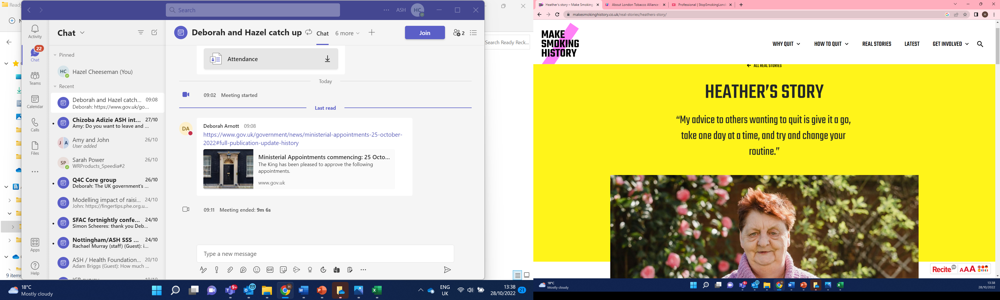 Ready
Search
ASH
HC
Activity
22
Chat
Teams
Calendar
Calls
Files
Apps
Help
Chat
Pinned
HC
Hazel Cheeseman (You)
Recent
Deborah and Hazel catch... 09:08
Deborah: https://www.gov.uk/go...
Chizoba Adizie ASH int... 27/10
Amy: Do you want to leave and ...
J A
Amy and John 26/10
User added
SP
Sarah Power 26/10
WRProducts_Speedia#2
Q4C Core group 26/10
Deborah: The UK government's ...
Modelling impact of raisi... 24/10
John: https://fingertips.phe.org.u...
SFAC fortnightly confe... 24/10
Simon Scheeres: thank you Deb...
Nottingham/ASH SSS ... 24/10
Rachael Murray (staff) (Guest): i...
ASH / Health Foundation... 20/10
Adam Briggs (Guest): How much ...
Deborah and Hazel catch up Chat 6 more
Join
2
Attendance
Today
09:02 Meeting started
Last read
DA
Deborah Arnott 09:08
https://www.gov.uk/government/news/ministerial-appointments-25-october-
2022#full-publication-update-history
Ministerial Appointments commencing: 25 Octo...
The King has been pleased to approve the following
appointments.
www.gov.uk
09:11 Meeting ended: 9m 6s
Type a new message
GIF
Search Ready Reck...
9 items
18°C
Mostly cloudy
9+
ENG
UK
13:38
28/10/2022
21
Heather's story – Make Smoking
About London Tobacco Alliance
Professional | StopSmokingLond
makesmokinghistory.co.uk/real-stories/heathers-story/
H
MAKE
SMOKING
HISTORY
WHY QUIT
HOW TO QUIT
REAL STORIES
LATEST
GET INVOLVED
ALL REAL STORIES
HEATHER'S STORY
“My advice to others wanting to quit is give it a go,
take one day at a time, and try and change your
routine.”
Recite me AAA
18°C
Mostly cloudy
13:38
28/10/2022